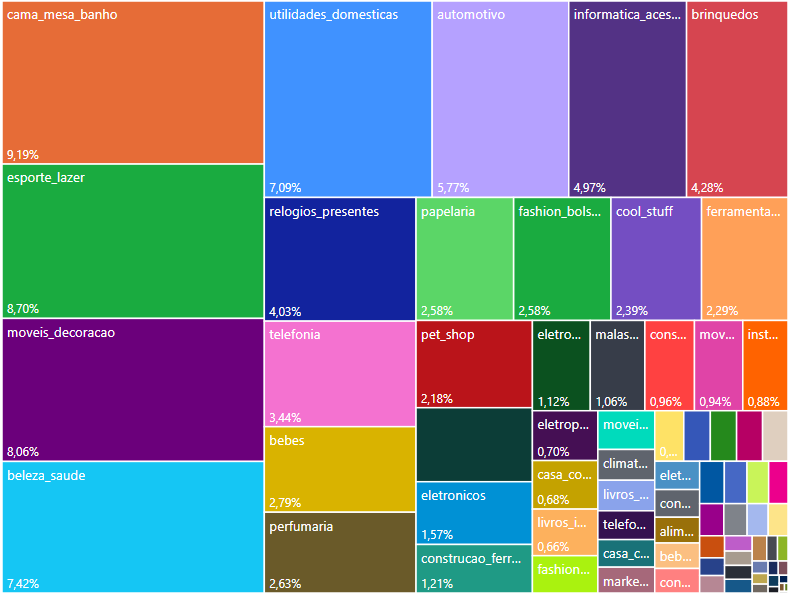 cama_mesa_banho
9,19%
esporte_lazer
8,70%
moveis_decoracao
8,06%
beleza_saude
7,42%
utilidades_domesticas
7,09%
automotivo
5,77%
informatica_aces...
4,97%
brinquedos
4,28%
relogios_presentes
4,03%
telefonia
3,44%
bebes
2,79%
perfumaria
2,63%
papelaria
2,58%
fashion_bols...
2,58%
cool_stuff
2,39%
ferramenta...
2,29%
pet_shop
2,18%
eletronicos
1,57%
construcao_ferr...
1,21%
eletro...
1,12%
malas...
1,06%
cons...
0,96%
mov...
0,94%
inst...
0,88%
eletrop...
0,70%
casa_co...
0,68%
livros_i...
0,66%
fashion...
movei...
climat...
livros_...
telefo...
casa_c...
marke...
0,...
elet...
con...
alim...
beb...
con...